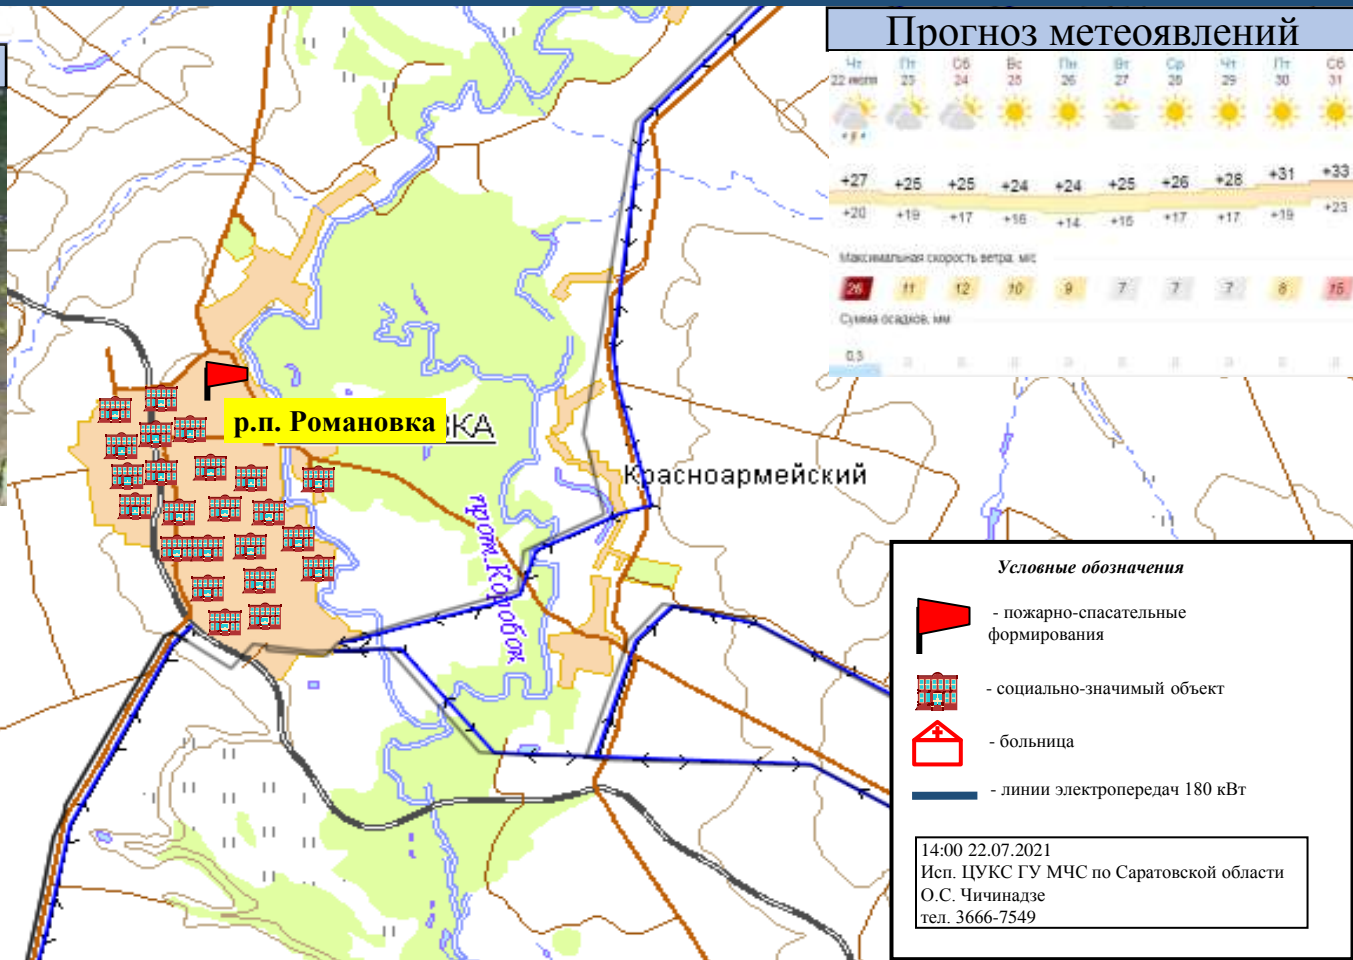 Прогноз метеоявлений
Чт Пт Сб Вс Пн Вт Ср Чт Пт Сб
22 июля 23 24 25 26 27 28 29 30 31
+27 +25 +25 +24 +24 +25 +26 +28 +31 +33
+20 +19 +17 +16 +14 +16 +17 +17 +19 +23
Максимальная скорость ветра, м/с
26 11 12 10 9 7 7 7 8 15
Сумма осадков, мм
0,3
р.п. Романовка
ВКА
Красноармейский
прот. Коробок
Условные обозначения
- пожарно-спасательные
формирования
- социально-значимый объект
- больница
- линии электропередач 180 кВт
14:00 22.07.2021
Исп. ЦУКС ГУ МЧС по Саратовской области
О.С. Чичинадзе
тел. 3666-7549